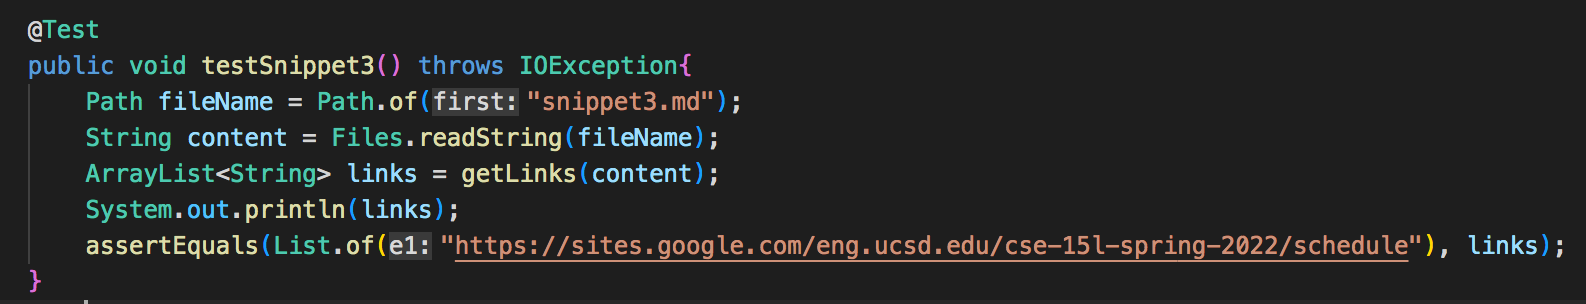 @Test
public void testSnippet3() throws IOException{
    Path fileName = Path.of(first: "snippet3.md");
    String content = Files.readString(fileName);
    ArrayList<String> links = getLinks(content);
    System.out.println(links);
    assertEquals(List.of(e1: "https://sites.google.com/eng.ucsd.edu/cse-15l-spring-2022/schedule"), links);
}